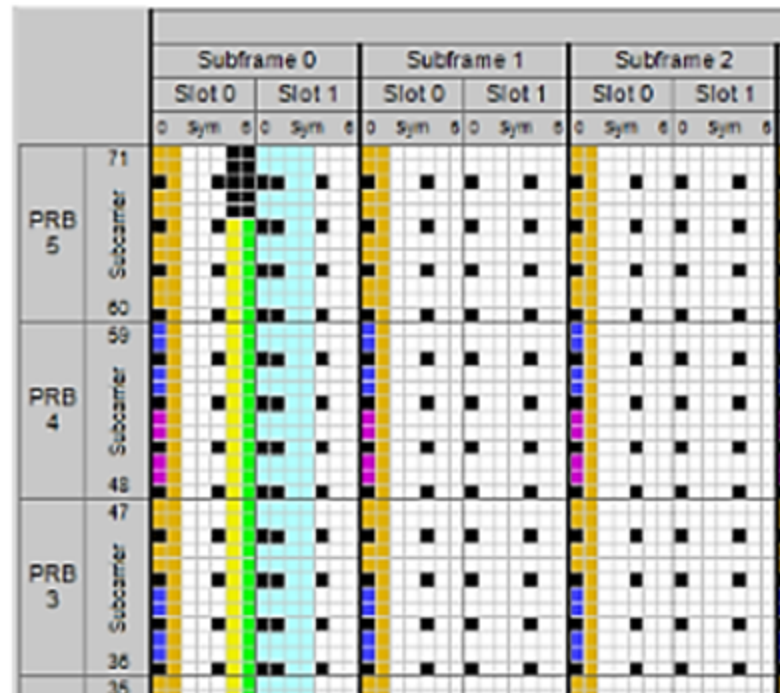 Subframe 0 Subframe 1 Subframe 2
Slot 0 Slot 1 Slot 0 Slot 1 Slot 0 Slot 1
0 Sym 6 0 Sym 6 0 Sym 6 0 Sym 6 0 Sym 6 0 Sym 6
71
PRB
5
Subcarrier
60
59
PRB
4
Subcarrier
48
47
PRB
3
Subcarrier
36
35